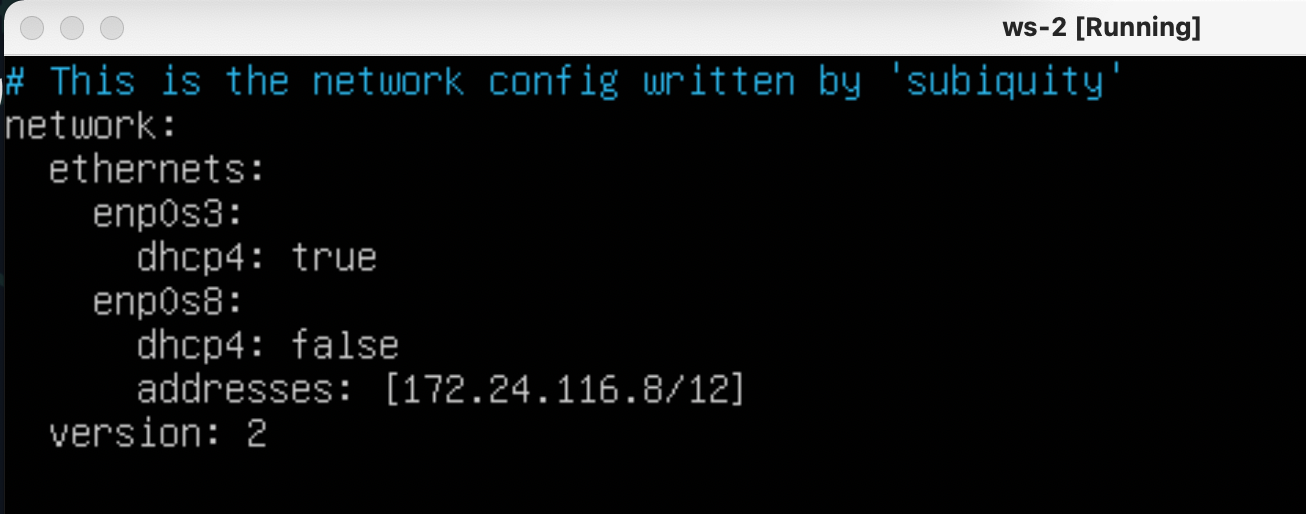 ws-2 [Running]
# This is the network config written by 'subiquity'
network:
  ethernets:
    enp0s3:
      dhcp4: true
    enp0s8:
      dhcp4: false
      addresses: [172.24.116.8/12]
  version: 2